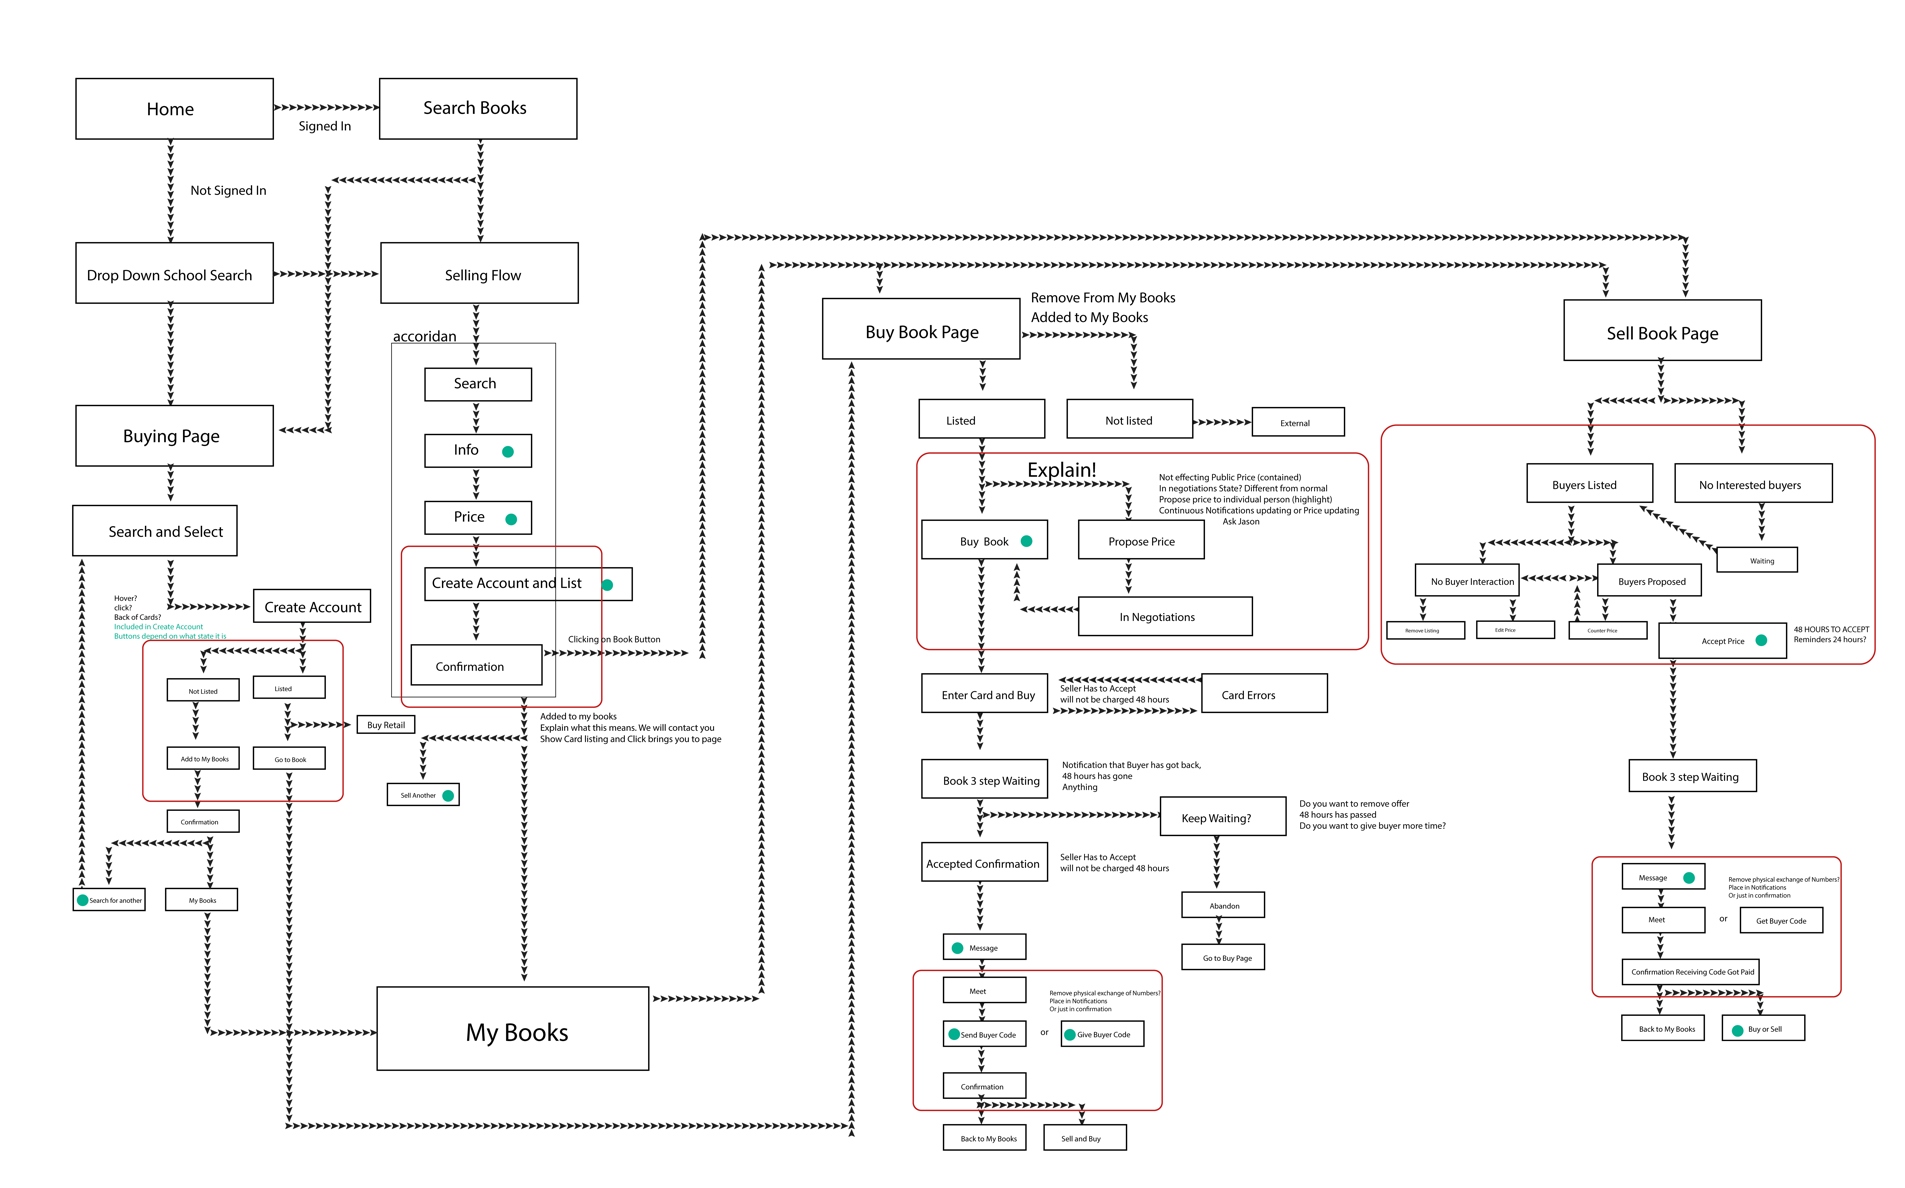 Home
Signed In
Search Books
Not Signed In
Drop Down School Search
Selling Flow
Buying Page
Search and Select
Hover?
click?
Back of Cards?
Included in Create Account
Buttons depend on what state it is
Create Account
Not Listed
Listed
Buy Retail
Add to My Books
Go to Book
Confirmation
Search for another
My Books
accoridan
Search
Info
Price
Create Account and List
Confirmation
Clicking on Book Button
Added to my books
Explain what this means. We will contact you
Show Card listing and Click brings you to page
Sell Another
My Books
Buy Book Page
Remove From My Books
Added to My Books
Listed
Not listed
External
Explain!
Not effecting Public Price (contained)
In negotiations State? Different from normal
Propose price to individual person (highlight)
Continuous Notifications updating or Price updating
Ask Jason
Buy Book
Propose Price
In Negotiations
Enter Card and Buy
Seller Has to Accept
will not be charged 48 hours
Card Errors
Book 3 step Waiting
Notification that Buyer has got back,
48 hours has gone
Anything
Keep Waiting?
Do you want to remove offer
48 hours has passed
Do you want to give buyer more time?
Accepted Confirmation
Seller Has to Accept
will not be charged 48 hours
Abandon
Go to Buy Page
Message
Meet
Remove physical exchange of Numbers?
Place in Notifications
Or just in confirmation
Send Buyer Code
or
Give Buyer Code
Confirmation
Back to My Books
Sell and Buy
Sell Book Page
Buyers Listed
No Interested buyers
Waiting
No Buyer Interaction
Buyers Proposed
Remove Listing
Edit Price
Counter Price
Accept Price
48 HOURS TO ACCEPT
Reminders 24 hours?
Book 3 step Waiting
Message
Remove physical exchange of Numbers?
Place in Notifications
Or just in confirmation
Meet
or
Get Buyer Code
Confirmation Receiving Code Got Paid
Back to My Books
Buy or Sell